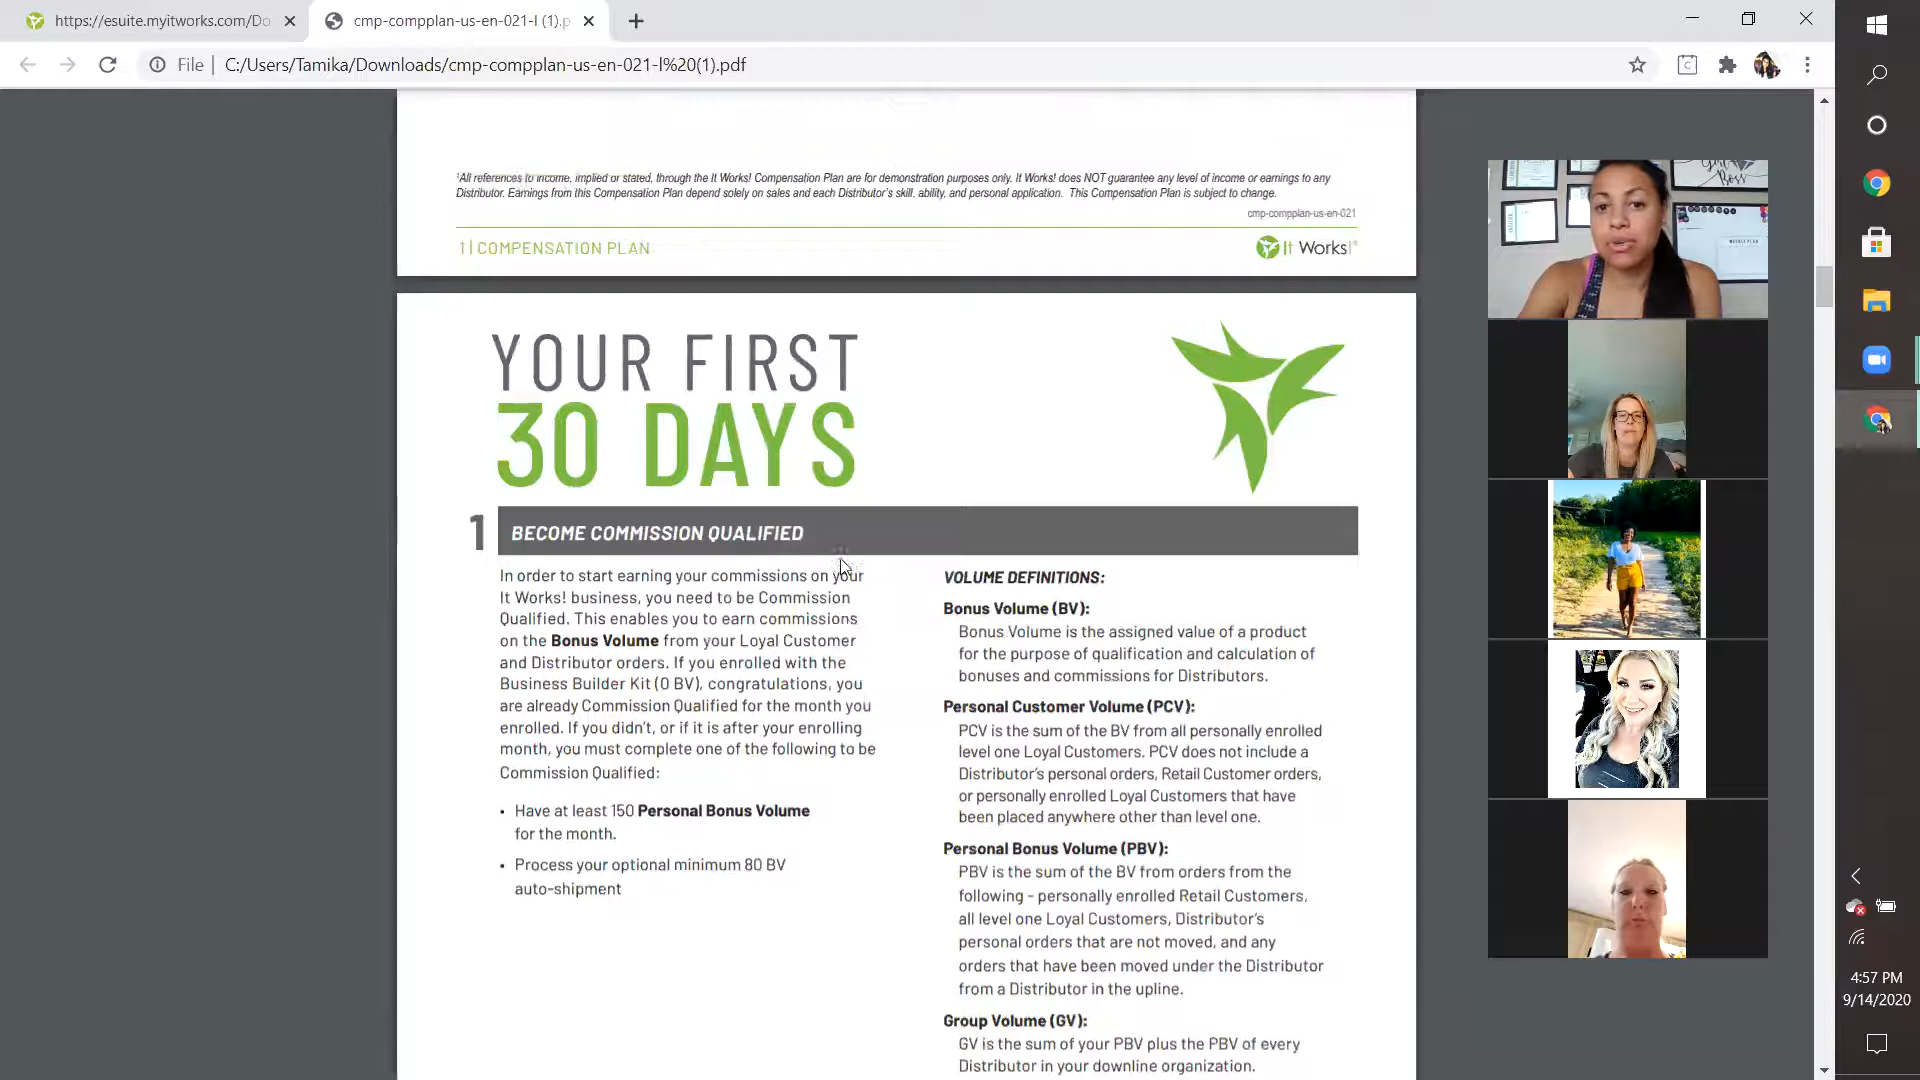 https://esuite.myitworks.com/Do
cmp-compplan-us-en-021-l (1).p
File
C:/Users/Tamika/Downloads/cmp-compplan-us-en-021-l%20(1).pdf
¹All references to income, implied or stated, through the It Works! Compensation Plan are for demonstration purposes only. It Works! does NOT guarantee any level of income or earnings to any
Distributor. Earnings from this Compensation Plan depend solely on sales and each Distributor's skill, ability, and personal application. This Compensation Plan is subject to change.
cmp-compplan-us-en-021
1 | COMPENSATION PLAN
It Works!®
YOUR FIRST
30 DAYS
1
BECOME COMMISSION QUALIFIED
In order to start earning your commissions on your
It Works! business, you need to be Commission
Qualified. This enables you to earn commissions
on the Bonus Volume from your Loyal Customer
and Distributor orders. If you enrolled with the
Business Builder Kit (0 BV), congratulations, you
are already Commission Qualified for the month you
enrolled. If you didn't, or if it is after your enrolling
month, you must complete one of the following to be
Commission Qualified:
• Have at least 150 Personal Bonus Volume
for the month.
• Process your optional minimum 80 BV
auto-shipment
VOLUME DEFINITIONS:
Bonus Volume (BV):
Bonus Volume is the assigned value of a product
for the purpose of qualification and calculation of
bonuses and commissions for Distributors.
Personal Customer Volume (PCV):
PCV is the sum of the BV from all personally enrolled
level one Loyal Customers. PCV does not include a
Distributor's personal orders, Retail Customer orders,
or personally enrolled Loyal Customers that have
been placed anywhere other than level one.
Personal Bonus Volume (PBV):
PBV is the sum of the BV from orders from the
following - personally enrolled Retail Customers,
all level one Loyal Customers, Distributor's
personal orders that are not moved, and any
orders that have been moved under the Distributor
from a Distributor in the upline.
Group Volume (GV):
GV is the sum of your PBV plus the PBV of every
Distributor in your downline organization.
Boss
4:57 PM
9/14/2020